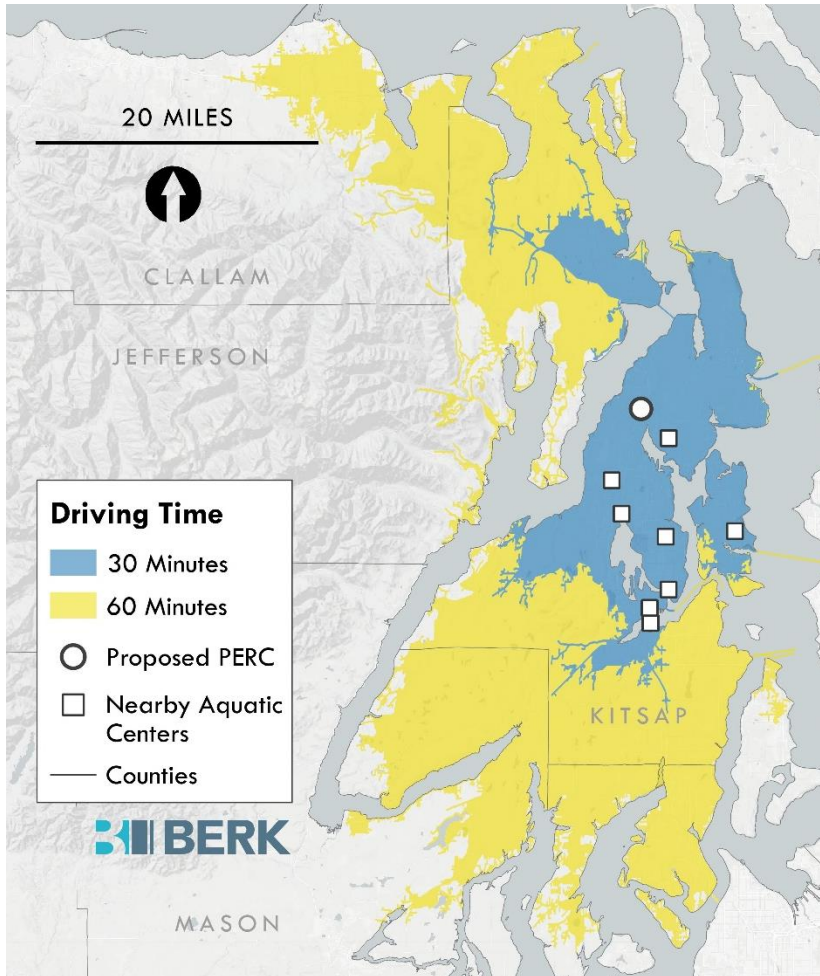 20 MILES
CLALLAM
JEFFERSON
Driving Time
30 Minutes
60 Minutes
Proposed PERC
Nearby Aquatic
Centers
Counties
KITSAP
BERK
MASON